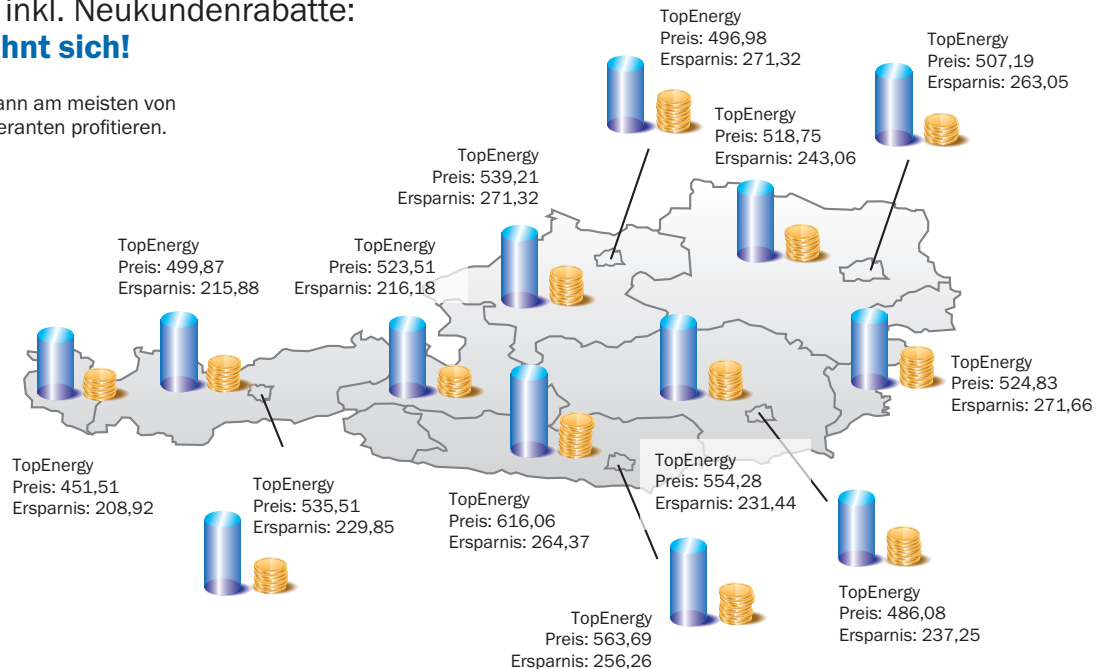 inkl. Neukundenrabatte:
hnt sich!
ann am meisten von
eranten profitieren.
TopEnergy
Preis: 496,98
Ersparnis: 271,32
TopEnergy
Preis: 507,19
Ersparnis: 263,05
TopEnergy
Preis: 518,75
Ersparnis: 243,06
TopEnergy
Preis: 539,21
Ersparnis: 271,32
TopEnergy
Preis: 499,87
Ersparnis: 215,88
TopEnergy
Preis: 523,51
Ersparnis: 216,18
TopEnergy
Preis: 524,83
Ersparnis: 271,66
TopEnergy
Preis: 451,51
Ersparnis: 208,92
TopEnergy
Preis: 535,51
Ersparnis: 229,85
TopEnergy
Preis: 616,06
Ersparnis: 264,37
TopEnergy
Preis: 554,28
Ersparnis: 231,44
TopEnergy
Preis: 563,69
Ersparnis: 256,26
TopEnergy
Preis: 486,08
Ersparnis: 237,25